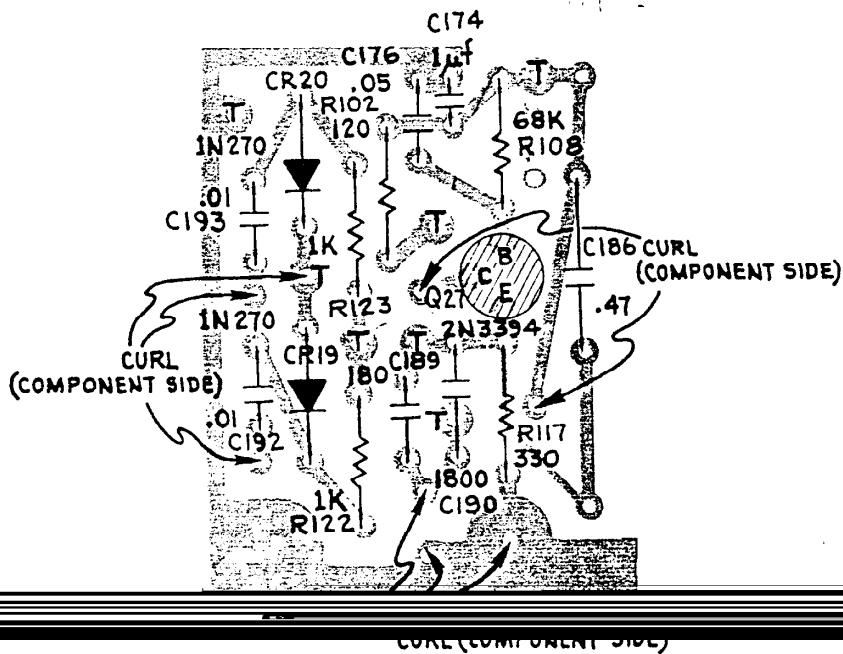 C174
1µf
C176
.05
CR20
R102
120
T
T
1N270
68K
R108
.01
C193
T
B
C
E
1K
T
C186
CURL
(COMPONENT SIDE)
R123
Q27
.47
1N270
2N3394
CURL
(COMPONENT SIDE)
CR19
T
T
180
C189
.01
C192
T
R117
330
1800
C190
1K
R122
CURL (COMPONENT SIDE)